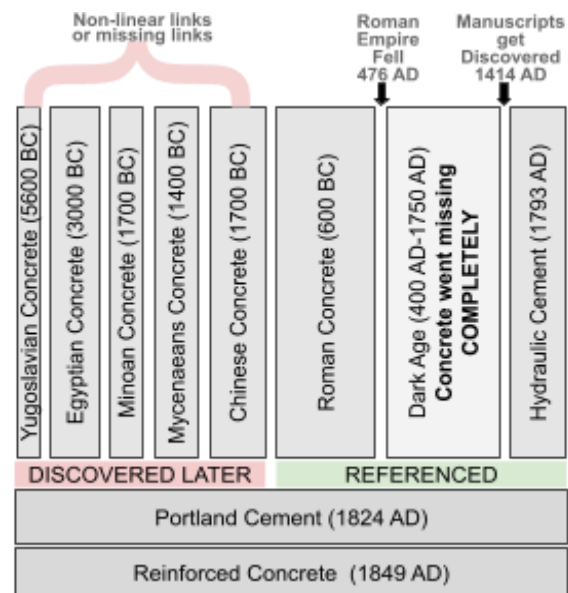 Non-linear links
or missing links
Roman
Empire
Fell
476 AD
Manuscripts
get
Discovered
1414 AD
Yugoslavian Concrete (5600 BC)
Egyptian Concrete (3000 BC)
Minoan Concrete (1700 BC)
Mycenaeans Concrete (1400 BC)
Chinese Concrete (1700 BC)
Roman Concrete (600 BC)
Dark Age (400 AD-1750 AD)
Concrete went missing
COMPLETELY
Hydraulic Cement (1793 AD)
DISCOVERED LATER
REFERENCED
Portland Cement (1824 AD)
Reinforced Concrete (1849 AD)